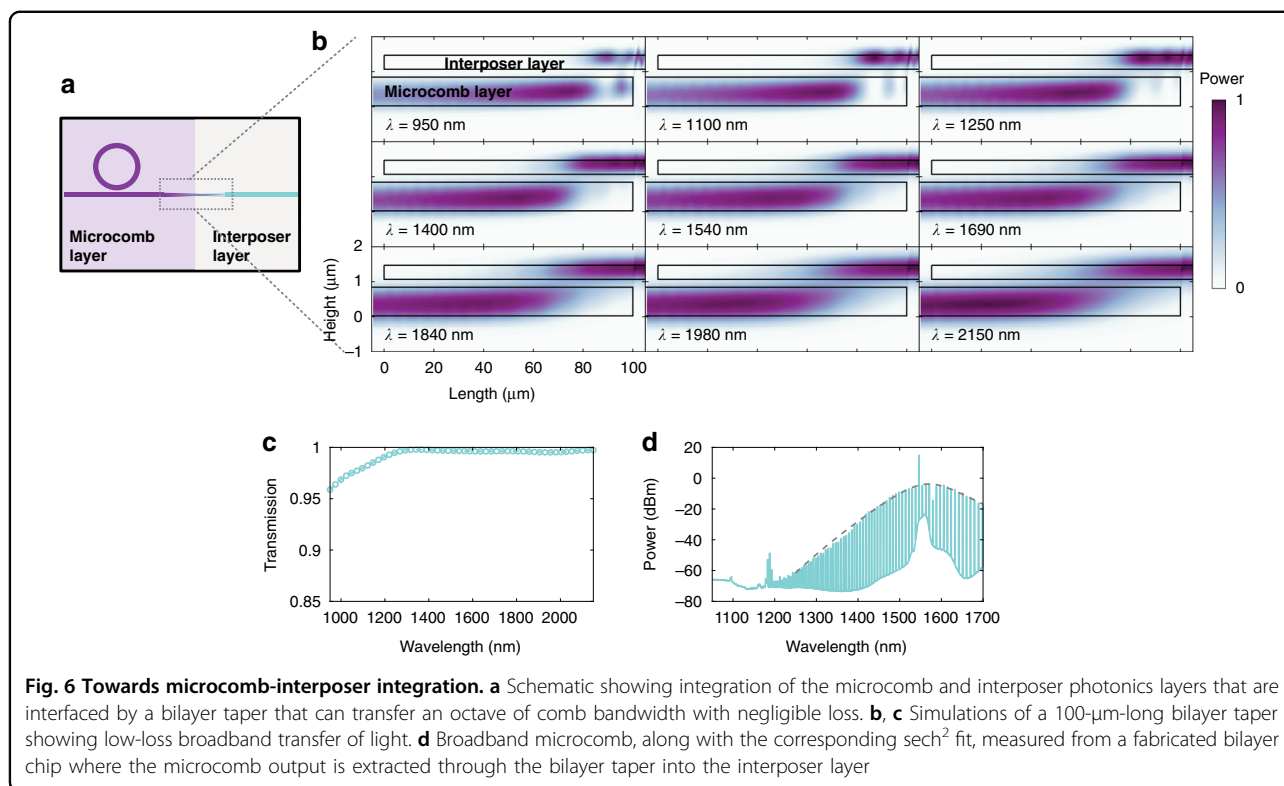 a
Microcomb
layer
Interposer
layer
b
Interposer layer
Microcomb layer
λ = 950 nm
λ = 1100 nm
λ = 1250 nm
λ = 1400 nm
λ = 1540 nm
λ = 1690 nm
λ = 1840 nm
λ = 1980 nm
λ = 2150 nm
Height (μm)
2
1
0
–1
0 20 40 60 80 100
Length (μm)
Power
1
0
c
Transmission
1
0.95
0.9
0.85
1000 1200 1400 1600 1800 2000
Wavelength (nm)
d
Power (dBm)
20
0
–20
–40
–60
–80
1100 1200 1300 1400 1500 1600 1700
Wavelength (nm)
Fig. 6 Towards microcomb-interposer integration. a Schematic showing integration of the microcomb and interposer photonics layers that are
interfaced by a bilayer taper that can transfer an octave of comb bandwidth with negligible loss. b, c Simulations of a 100-μm-long bilayer taper
showing low-loss broadband transfer of light. d Broadband microcomb, along with the corresponding sech² fit, measured from a fabricated bilayer
chip where the microcomb output is extracted through the bilayer taper into the interposer layer